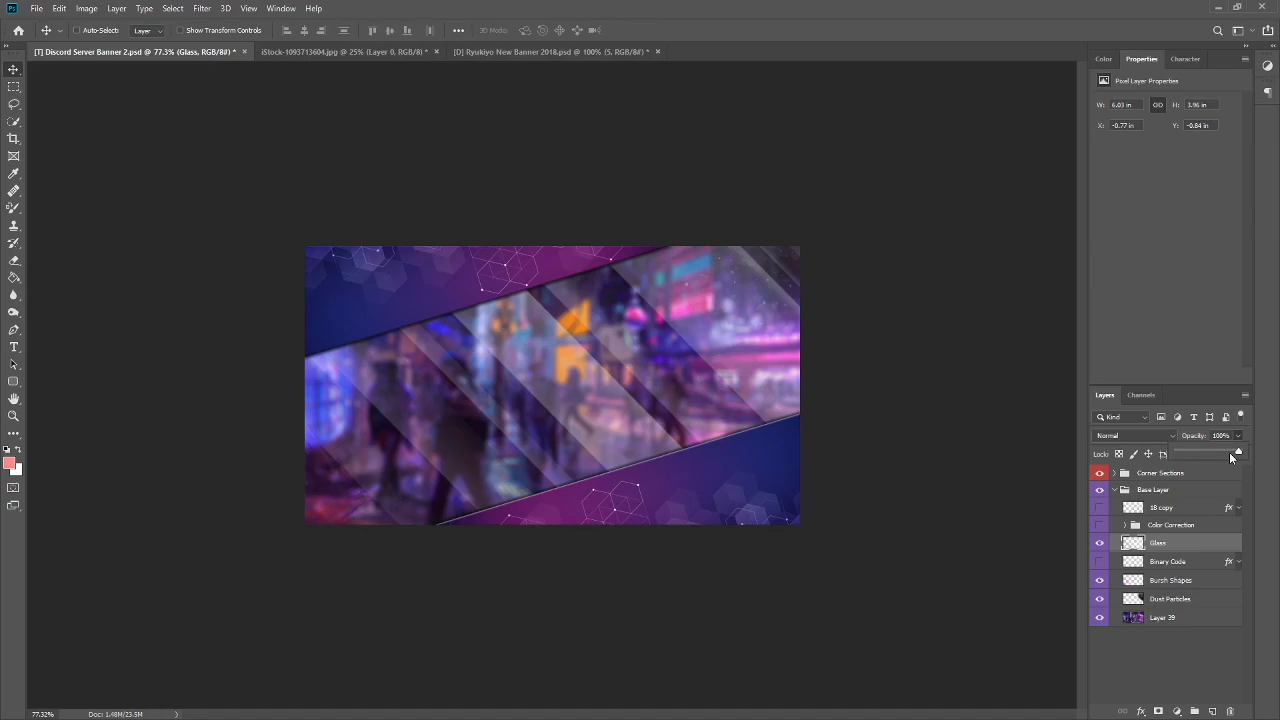 Ps File Edit Image Layer Type Select Filter 3D View Window Help
Auto-Select: Layer Show Transform Controls 3D Mode:
[T] Discord Server Banner 2.psd @ 77.3% (Glass, RGB/8#) * × iStock-1093713604.jpg @ 25% (Layer 0, RGB/8#) * × [D] Ryukiyo New Banner 2018.psd @ 100% (5, RGB/8#) * ×
Color Properties Character
Pixel Layer Properties
W: 6.03 in H: 3.96 in
X: -0.77 in Y: -0.84 in
Layers Channels
Kind
Normal Opacity: 100%
Lock:
Corner Sections
Base Layer
18 copy fx
Color Correction
Glass
Binary Code fx
Bursh Shapes
Dust Particles
Layer 39
77.32% Doc: 1.48M/23.5M